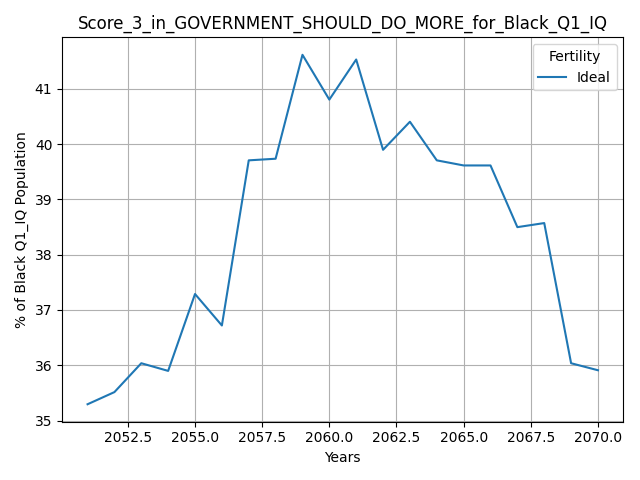 Score_3_in_GOVERNMENT_SHOULD_DO_MORE_for_Black_Q1_IQ
Fertility
Ideal
% of Black Q1_IQ Population
41
40
39
38
37
36
35
2052.5 2055.0 2057.5 2060.0 2062.5 2065.0 2067.5 2070.0
Years